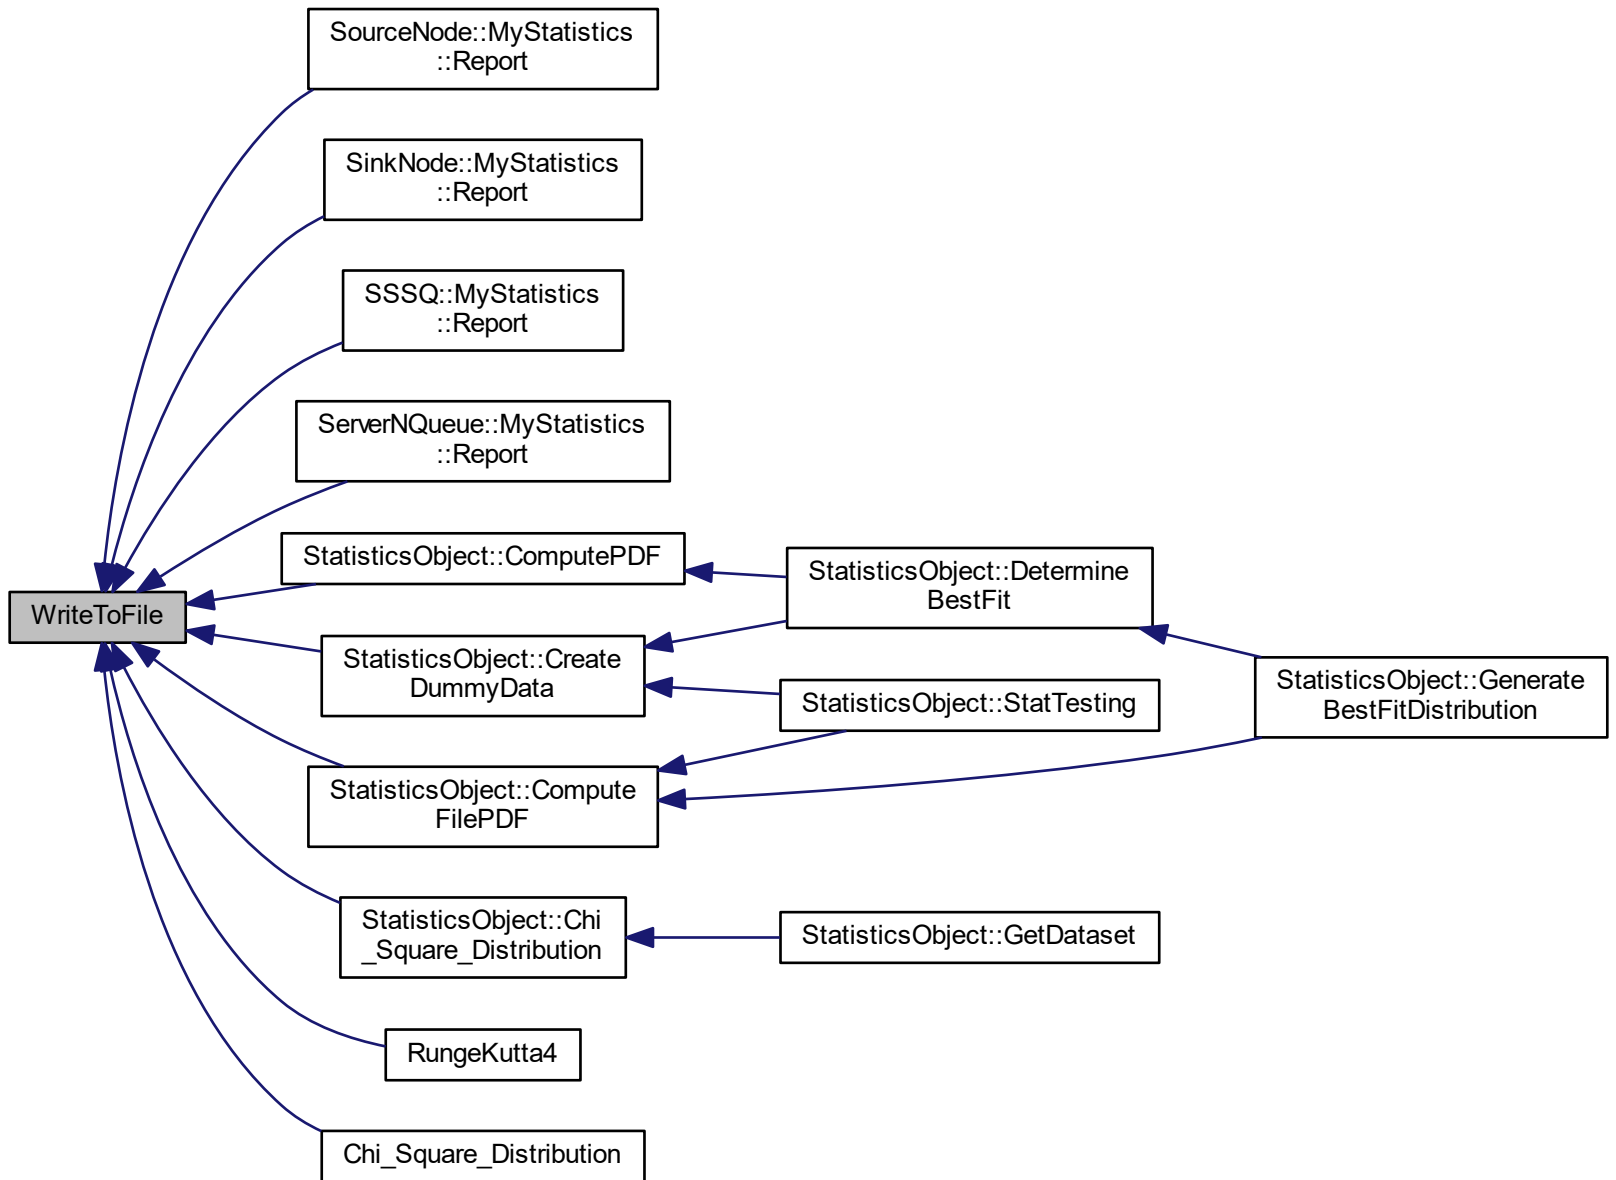 SourceNode::MyStatistics
::Report
SinkNode::MyStatistics
::Report
SSSQ::MyStatistics
::Report
ServerNQueue::MyStatistics
::Report
StatisticsObject::ComputePDF
StatisticsObject::Determine
BestFit
WriteToFile
StatisticsObject::Create
DummyData
StatisticsObject::StatTesting
StatisticsObject::Generate
BestFitDistribution
StatisticsObject::Compute
FilePDF
StatisticsObject::Chi
_Square_Distribution
StatisticsObject::GetDataset
RungeKutta4
Chi_Square_Distribution